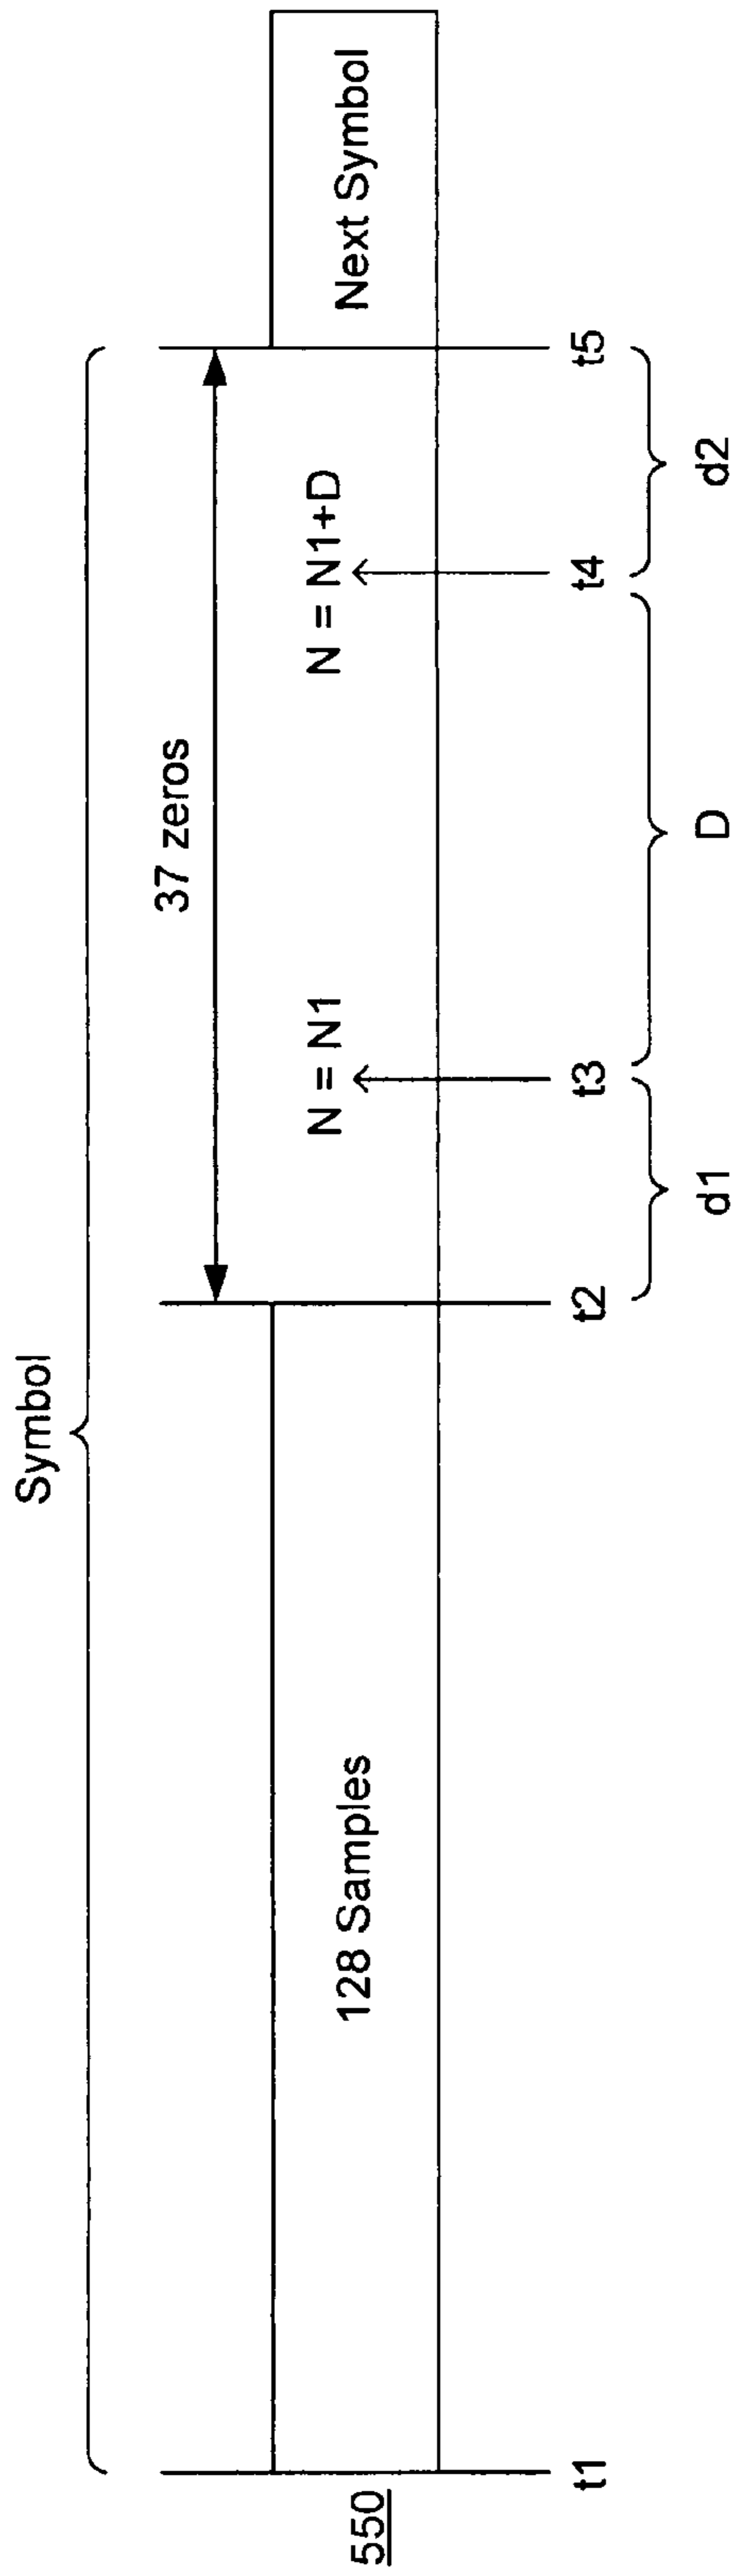 Symbol
37 zeros
550
128 Samples
N = N1
N = N1+D
Next Symbol
t1
t2
t3
t4
t5
d1
D
d2